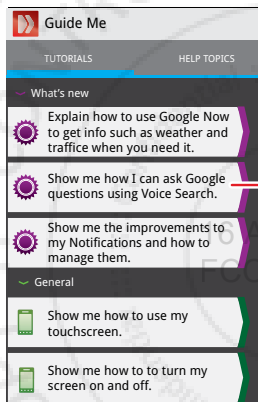 Guide Me
TUTORIALS HELP TOPICS
What's new
Explain how to use Google Now
to get info such as weather and
traffice when you need it.
Show me how I can ask Google
questions using Voice Search.
Show me the improvements to
my Notifications and how to
manage them.
General
Show me how to use my
touchscreen.
Show me how to to turn my
screen on and off.